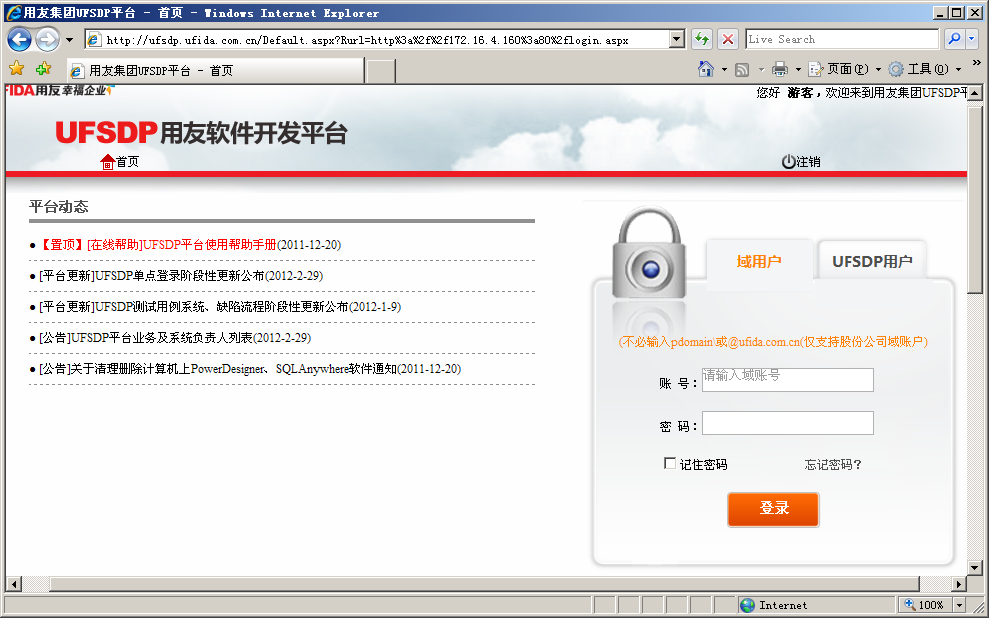 用友集团UFSDP平台 - 首页 - Windows Internet Explorer
http://ufsdp.ufida.com.cn/Default.aspx?Rurl=http%3a%2f%2f172.16.4.160%3a80%2flogin.aspx
Live Search
用友集团UFSDP平台 - 首页
页面(P)
工具(O)
FIDA用友 幸福企业
您好 游客，欢迎来到用友集团UFSDP平
UFSDP用友软件开发平台
首页
注销
平台动态
● 【置顶】[在线帮助]UFSDP平台使用帮助手册(2011-12-20)
● [平台更新]UFSDP单点登录阶段性更新公布(2012-2-29)
● [平台更新]UFSDP测试用例系统、缺陷流程阶段性更新公布(2012-1-9)
● [公告]UFSDP平台业务及系统负责人列表(2012-2-29)
● [公告]关于清理删除计算机上PowerDesigner、SQLAnywhere软件通知(2011-12-20)
域用户
UFSDP用户
(不必输入pdomain\或@ufida.com.cn(仅支持股份公司域账户)
账 号：
请输入域账号
密 码：
记住密码
忘记密码?
登录
Internet
100%